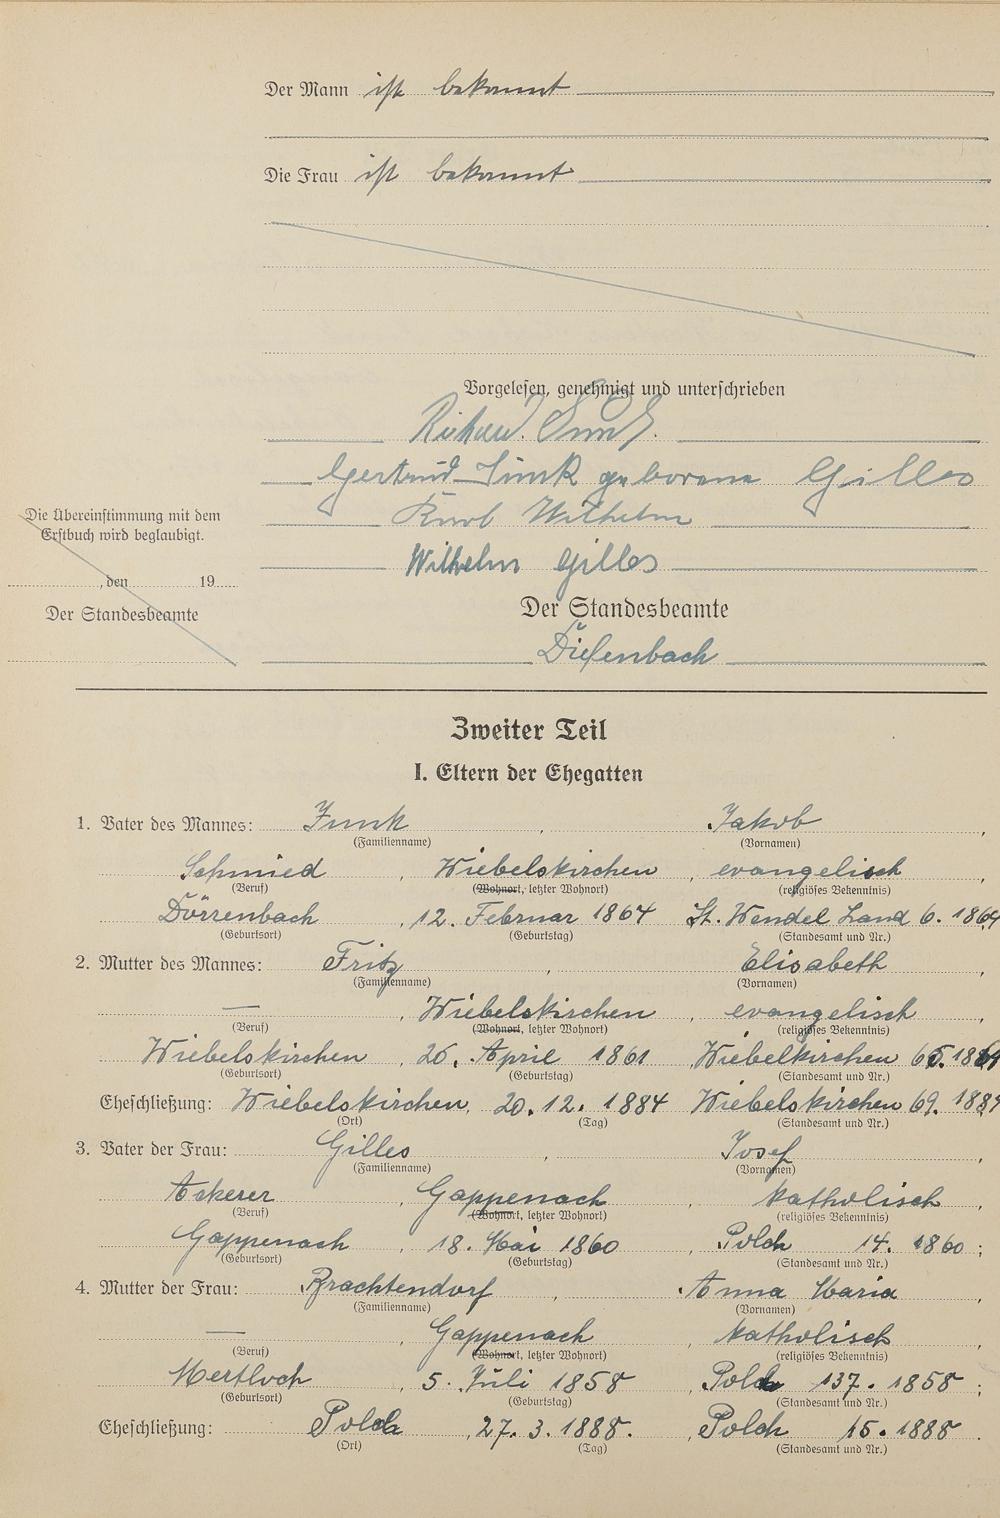 Der Mann ist bekannt
Die Frau ist bekannt
Vorgelesen, genehmigt und unterschrieben
Richard Junk.
Gertrud Junk geborene Gilles
Karl Wilhelm
Wilhelm Gilles
Die Übereinstimmung mit dem
Erstbuch wird beglaubigt.
, den 19
Der Standesbeamte
Der Standesbeamte
Diefenbach
Zweiter Teil
I. Eltern der Ehegatten
1. Vater des Mannes: Junk , Jakob ,
(Familienname) (Vornamen)
Schmied , Wiebelskirchen , evangelisch ,
(Beruf) (Wohnort, letzter Wohnort) (religiöses Bekenntnis)
Dörrenbach , 12. Februar 1864 St. Wendel Land 6. 1864
(Geburtsort) (Geburtstag) (Standesamt und Nr.)
2. Mutter des Mannes: Fritz , Elisabeth ,
(Familienname) (Vornamen)
— , Wiebelskirchen , evangelisch ,
(Beruf) (Wohnort, letzter Wohnort) (religiöses Bekenntnis)
Wiebelskirchen , 26. April 1861 , Wiebelkirchen
(Geburtsort) (Geburtstag) (Standesamt und Nr.)
Eheschließung: Wiebelskirchen, 20. 12. 1884 Wiebelskirchen 69. 1884
(Ort) (Tag) (Standesamt und Nr.)
3. Vater der Frau: Gilles , Josef ,
(Familienname) (Vornamen)
Ackerer , Gappenach , katholisch ,
(Beruf) (Wohnort, letzter Wohnort) (religiöses Bekenntnis)
Gappenach , 18. Mai 1860 , Polch 14. 1860 ;
(Geburtsort) (Geburtstag) (Standesamt und Nr.)
4. Mutter der Frau: Brachtendorf , Anna Maria ,
(Familienname) (Vornamen)
— , Gappenach , katholisch ,
(Beruf) (Wohnort, letzter Wohnort) (religiöses Bekenntnis)
Mertloch , 5. Juli 1858 , Polch 137. 1858 ;
(Geburtsort) (Geburtstag) (Standesamt und Nr.)
Eheschließung: Polch , 27. 3. 1888. , Polch 15. 1888 .
(Ort) (Tag) (Standesamt und Nr.)